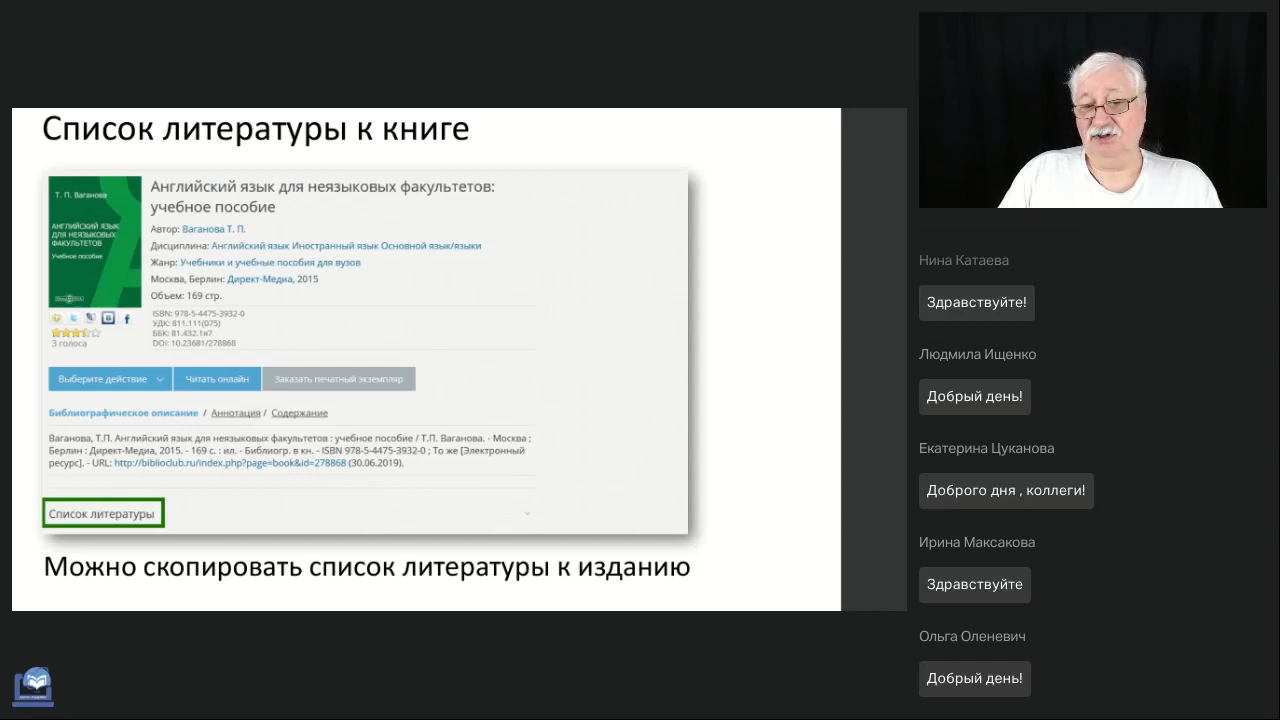 Список литературы к книге
Т. П. Ваганова
АНГЛИЙСКИЙ ЯЗЫК
ДЛЯ НЕЯЗЫКОВЫХ
ФАКУЛЬТЕТОВ
Учебное пособие
Английский язык для неязыковых факультетов:
учебное пособие
Автор: Ваганова Т. П.
Дисциплина: Английский язык Иностранный язык Основной язык/языки
Жанр: Учебники и учебные пособия для вузов
Москва, Берлин: Директ-Медиа, 2015
Объем: 169 стр.
ISBN: 978-5-4475-3932-0
УДК: 811.111(075)
ББК: 81.432.1я7
DOI: 10.23681/278868
3 голоса
Выберите действие
Читать онлайн
Заказать печатный экземпляр
Библиографическое описание / Аннотация / Содержание
Ваганова, Т.П. Английский язык для неязыковых факультетов : учебное пособие / Т.П. Ваганова. - Москва ;
Берлин : Директ-Медиа, 2015. - 169 с. : ил. - Библиогр. в кн. - ISBN 978-5-4475-3932-0 ; То же [Электронный
ресурс]. - URL: http://biblioclub.ru/index.php?page=book&id=278868 (30.06.2019).
Список литературы
Можно скопировать список литературы к изданию
Нина Катаева
Здравствуйте!
Людмила Ищенко
Добрый день!
Екатерина Цуканова
Доброго дня , коллеги!
Ирина Максакова
Здравствуйте
Ольга Оленевич
Добрый день!